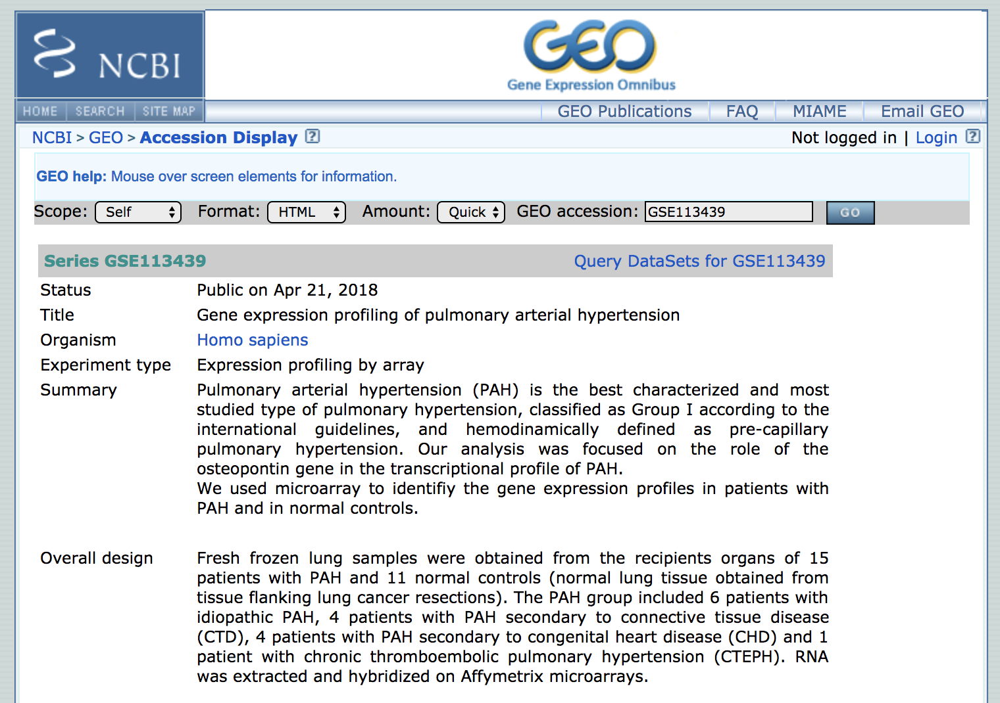 NCBI
GEO
Gene Expression Omnibus
HOME SEARCH SITE MAP GEO Publications FAQ MIAME Email GEO
NCBI > GEO > Accession Display ? Not logged in | Login ?
GEO help: Mouse over screen elements for information.
Scope: Self Format: HTML Amount: Quick GEO accession: GSE113439 GO
Series GSE113439 Query DataSets for GSE113439
Status Public on Apr 21, 2018
Title Gene expression profiling of pulmonary arterial hypertension
Organism Homo sapiens
Experiment type Expression profiling by array
Summary Pulmonary arterial hypertension (PAH) is the best characterized and most
studied type of pulmonary hypertension, classified as Group I according to the
international guidelines, and hemodinamically defined as pre-capillary
pulmonary hypertension. Our analysis was focused on the role of the
osteopontin gene in the transcriptional profile of PAH.
We used microarray to identifiy the gene expression profiles in patients with
PAH and in normal controls.
Overall design Fresh frozen lung samples were obtained from the recipients organs of 15
patients with PAH and 11 normal controls (normal lung tissue obtained from
tissue flanking lung cancer resections). The PAH group included 6 patients with
idiopathic PAH, 4 patients with PAH secondary to connective tissue disease
(CTD), 4 patients with PAH secondary to congenital heart disease (CHD) and 1
patient with chronic thromboembolic pulmonary hypertension (CTEPH). RNA
was extracted and hybridized on Affymetrix microarrays.